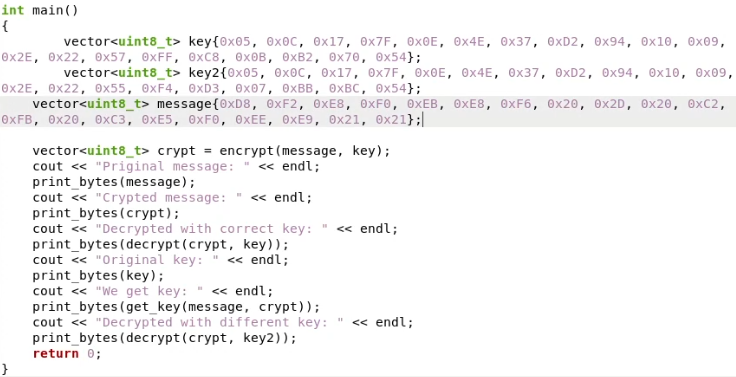 int main()
{
        vector<uint8_t> key{0x05, 0x0C, 0x17, 0x7F, 0x0E, 0x4E, 0x37, 0xD2, 0x94, 0x10, 0x09,
0x2E, 0x22, 0x57, 0xFF, 0xC8, 0x0B, 0xB2, 0x70, 0x54};
        vector<uint8_t> key2{0x05, 0x0C, 0x17, 0x7F, 0x0E, 0x4E, 0x37, 0xD2, 0x94, 0x10, 0x09,
0x2E, 0x22, 0x55, 0xF4, 0xD3, 0x07, 0xBB, 0xBC, 0x54};
    vector<uint8_t> message{0xD8, 0xF2, 0xE8, 0xF0, 0xEB, 0xE8, 0xF6, 0x20, 0x2D, 0x20, 0xC2,
0xFB, 0x20, 0xC3, 0xE5, 0xF0, 0xEE, 0xE9, 0x21, 0x21};
    vector<uint8_t> crypt = encrypt(message, key);
    cout << "Priginal message: " << endl;
    print_bytes(message);
    cout << "Crypted message: " << endl;
    print_bytes(crypt);
    cout << "Decrypted with correct key: " << endl;
    print_bytes(decrypt(crypt, key));
    cout << "Original key: " << endl;
    print_bytes(key);
    cout << "We get key: " << endl;
    print_bytes(get_key(message, crypt));
    cout << "Decrypted with different key: " << endl;
    print_bytes(decrypt(crypt, key2));
    return 0;
}